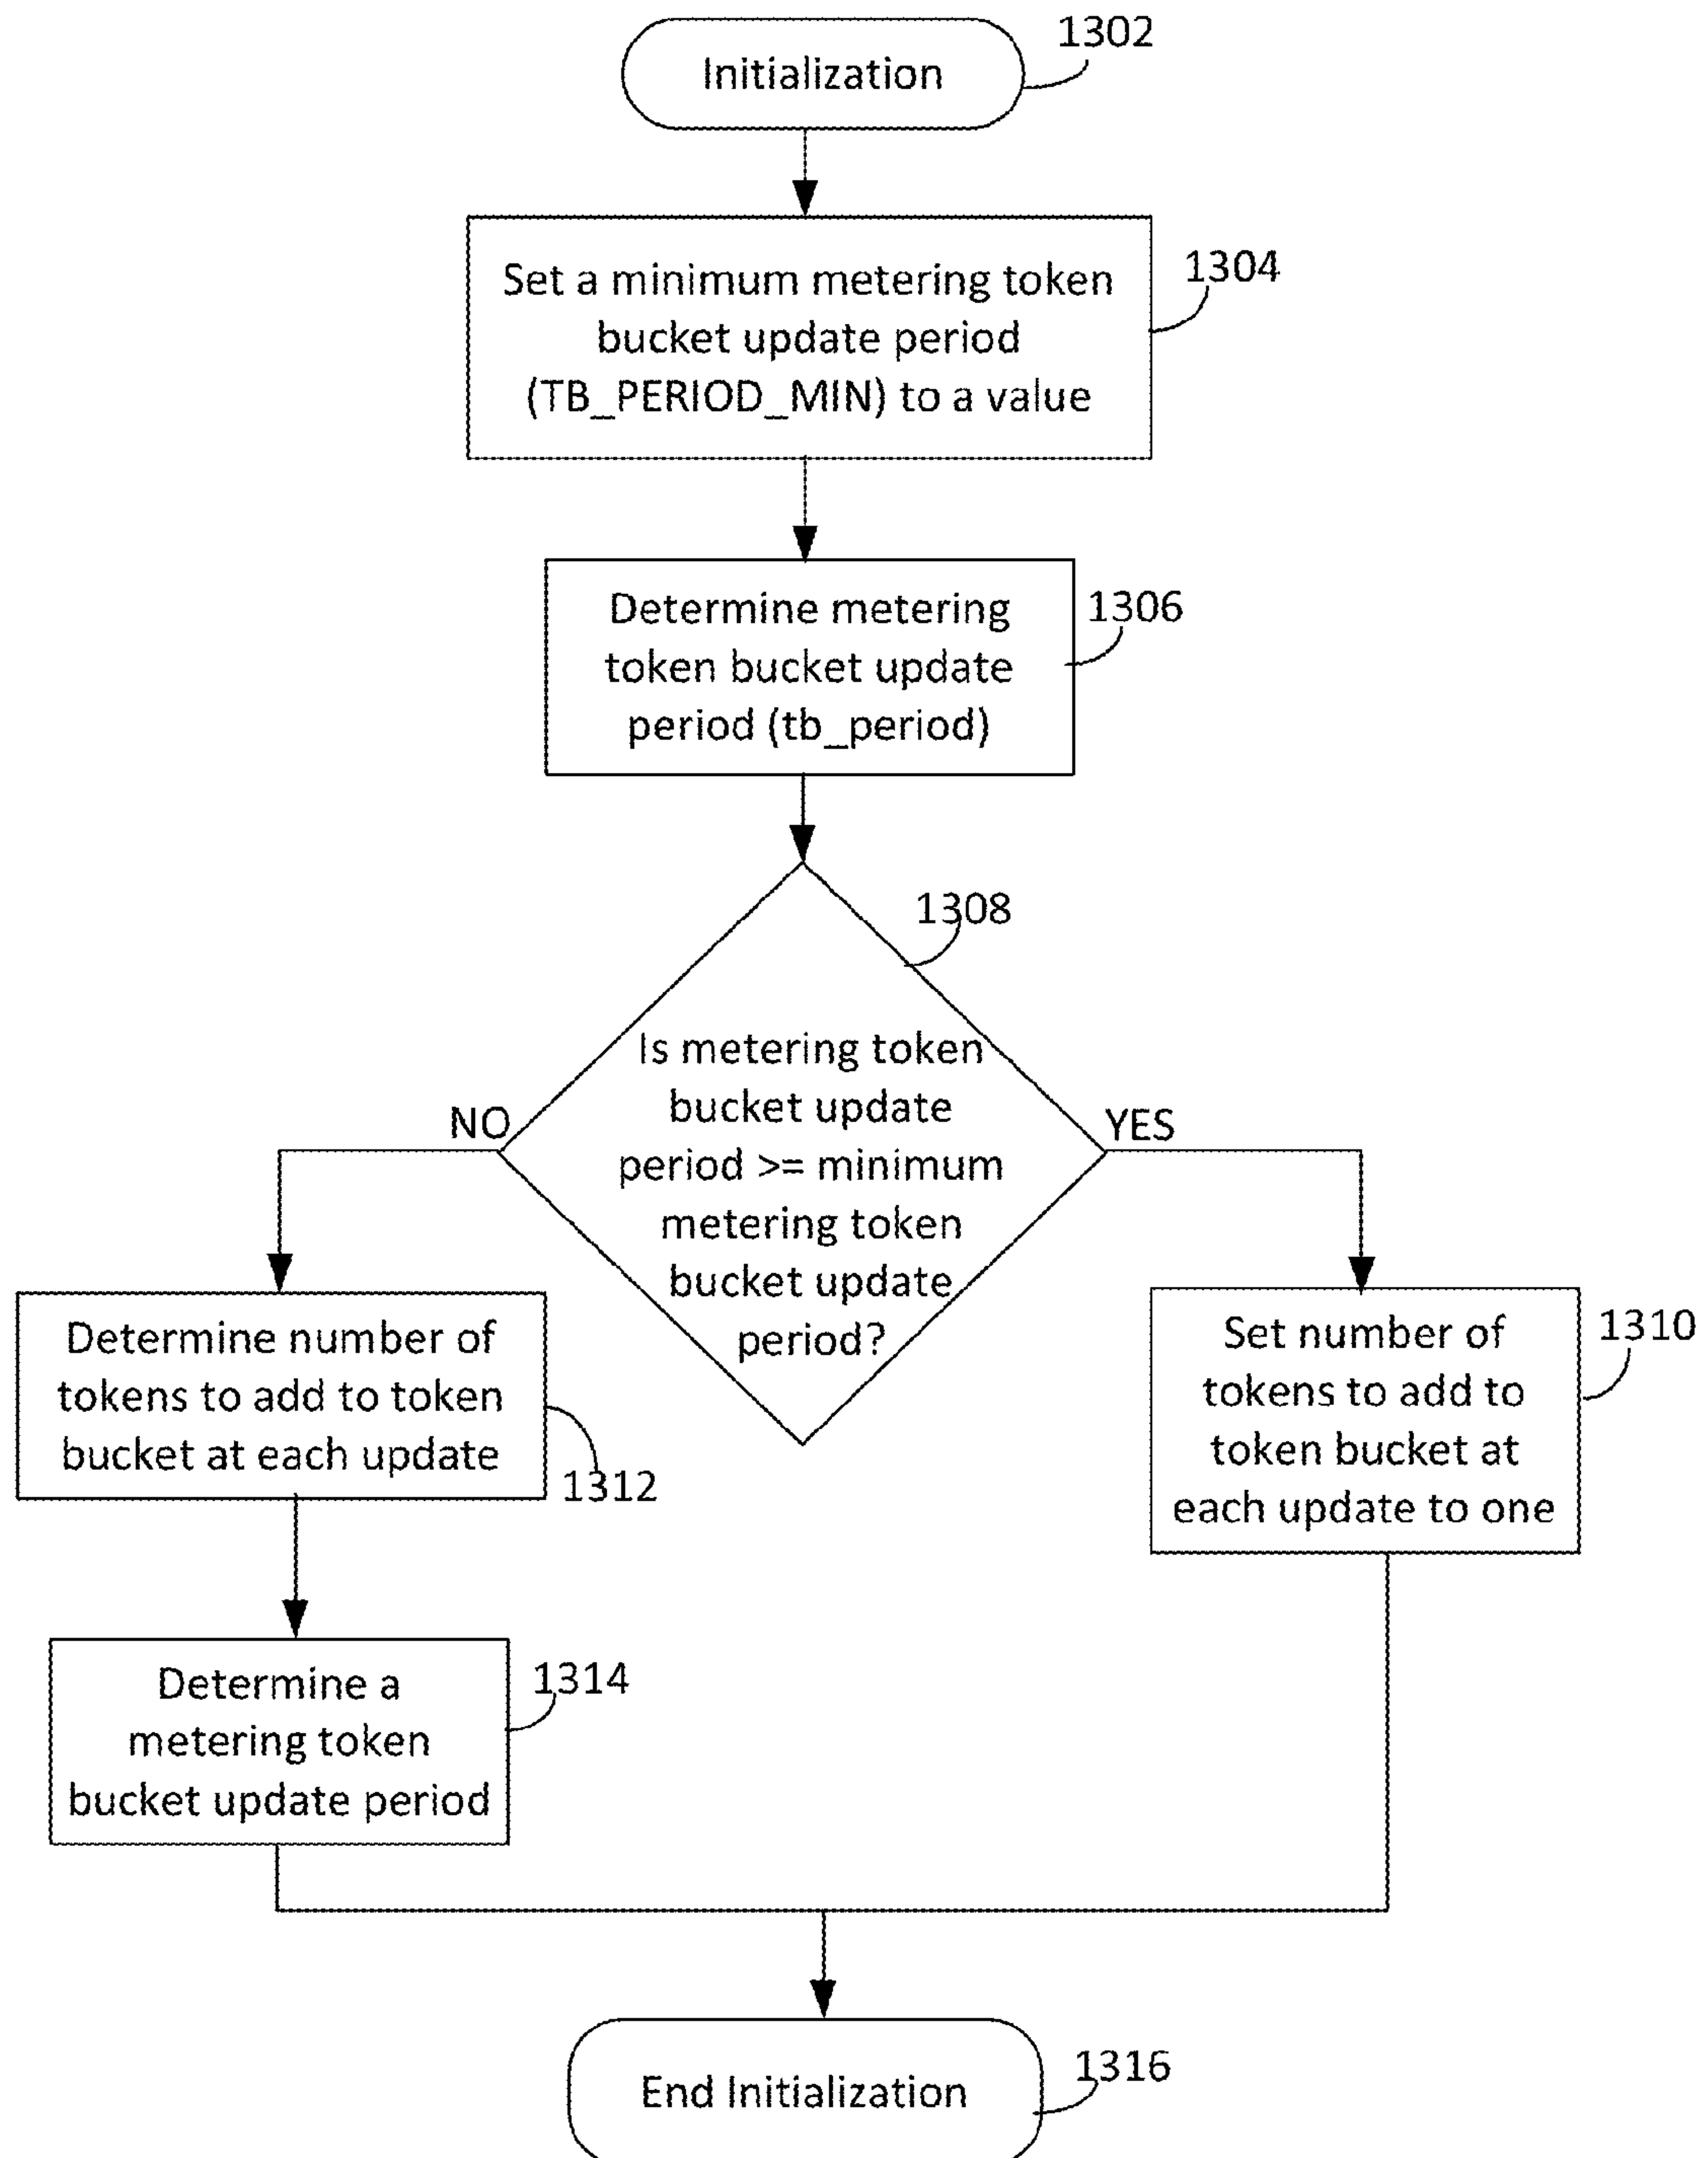 Initialization
1302
Set a minimum metering token
bucket update period
(TB_PERIOD_MIN) to a value
1304
Determine metering
token bucket update
period (tb_period)
1306
1308
Is metering token
bucket update
period >= minimum
metering token
bucket update
period?
NO
YES
Determine number of
tokens to add to token
bucket at each update
1312
Set number of
tokens to add to
token bucket at
each update to one
1310
Determine a
metering token
bucket update period
1314
End Initialization
1316